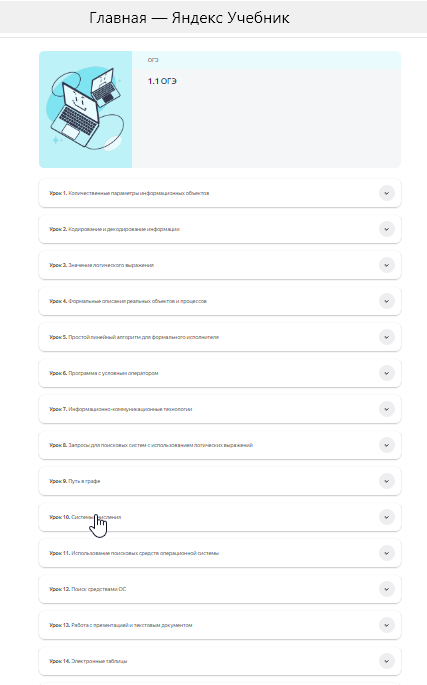 Главная — Яндекс Учебник
ОГЭ
1.1 ОГЭ
Урок 1. Количественные параметры информационных объектов
Урок 2. Кодирование и декодирование информации
Урок 3. Значение логического выражения
Урок 4. Формальные описания реальных объектов и процессов
Урок 5. Простой линейный алгоритм для формального исполнителя
Урок 6. Программа с условным оператором
Урок 7. Информационно-коммуникационные технологии
Урок 8. Запросы для поисковых систем с использованием логических выражений
Урок 9. Путь в графе
Урок 10. Системы числения
Урок 11. Использование поисковых средств операционной системы
Урок 12. Поиск средствами ОС
Урок 13. Работа с презентацией и текстовым документом
Урок 14. Электронные таблицы